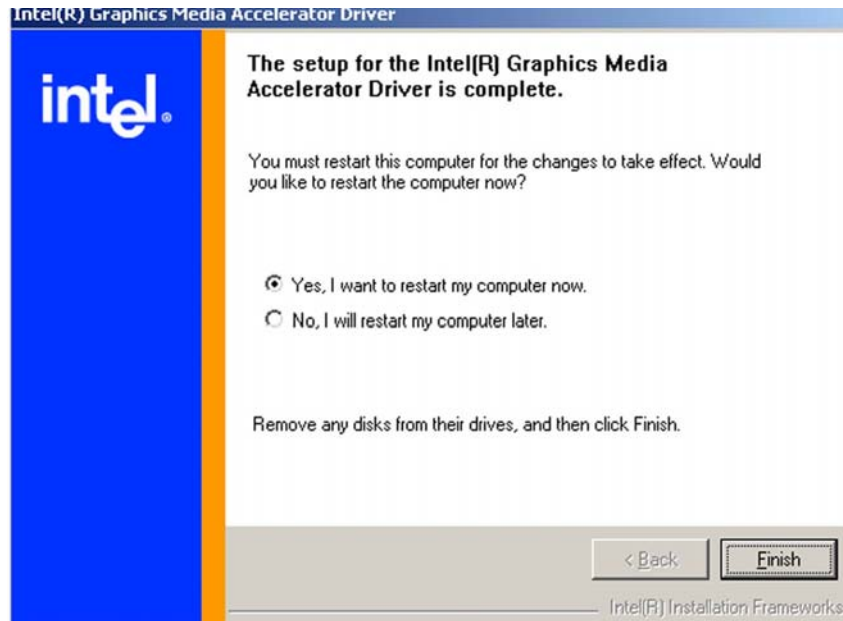 Intel(R) Graphics Media Accelerator Driver
intel®
The setup for the Intel(R) Graphics Media
Accelerator Driver is complete.
You must restart this computer for the changes to take effect. Would
you like to restart the computer now?
Yes, I want to restart my computer now.
No, I will restart my computer later.
Remove any disks from their drives, and then click Finish.
< Back
Finish
Intel(R) Installation Frameworks